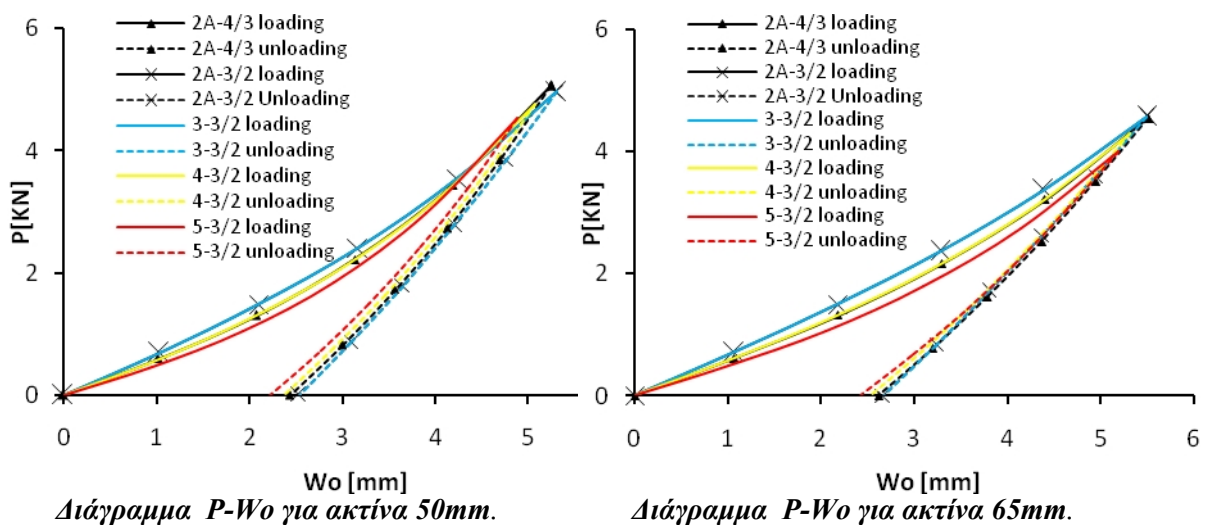 6
4
2
0
P[KN]
2A-4/3 loading
2A-4/3 unloading
2A-3/2 loading
2A-3/2 Unloading
3-3/2 loading
3-3/2 unloading
4-3/2 loading
4-3/2 unloading
5-3/2 loading
5-3/2 unloading
0 1 2 3 4 5
Wo [mm]
Διάγραμμα P-Wo για ακτίνα 50mm.
6
4
2
0
P[KN]
2A-4/3 loading
2A-4/3 unloading
2A-3/2 loading
2A-3/2 Unloading
3-3/2 loading
3-3/2 unloading
4-3/2 loading
4-3/2 unloading
5-3/2 loading
5-3/2 unloading
0 1 2 3 4 5 6
Wo [mm]
Διάγραμμα P-Wo για ακτίνα 65mm.